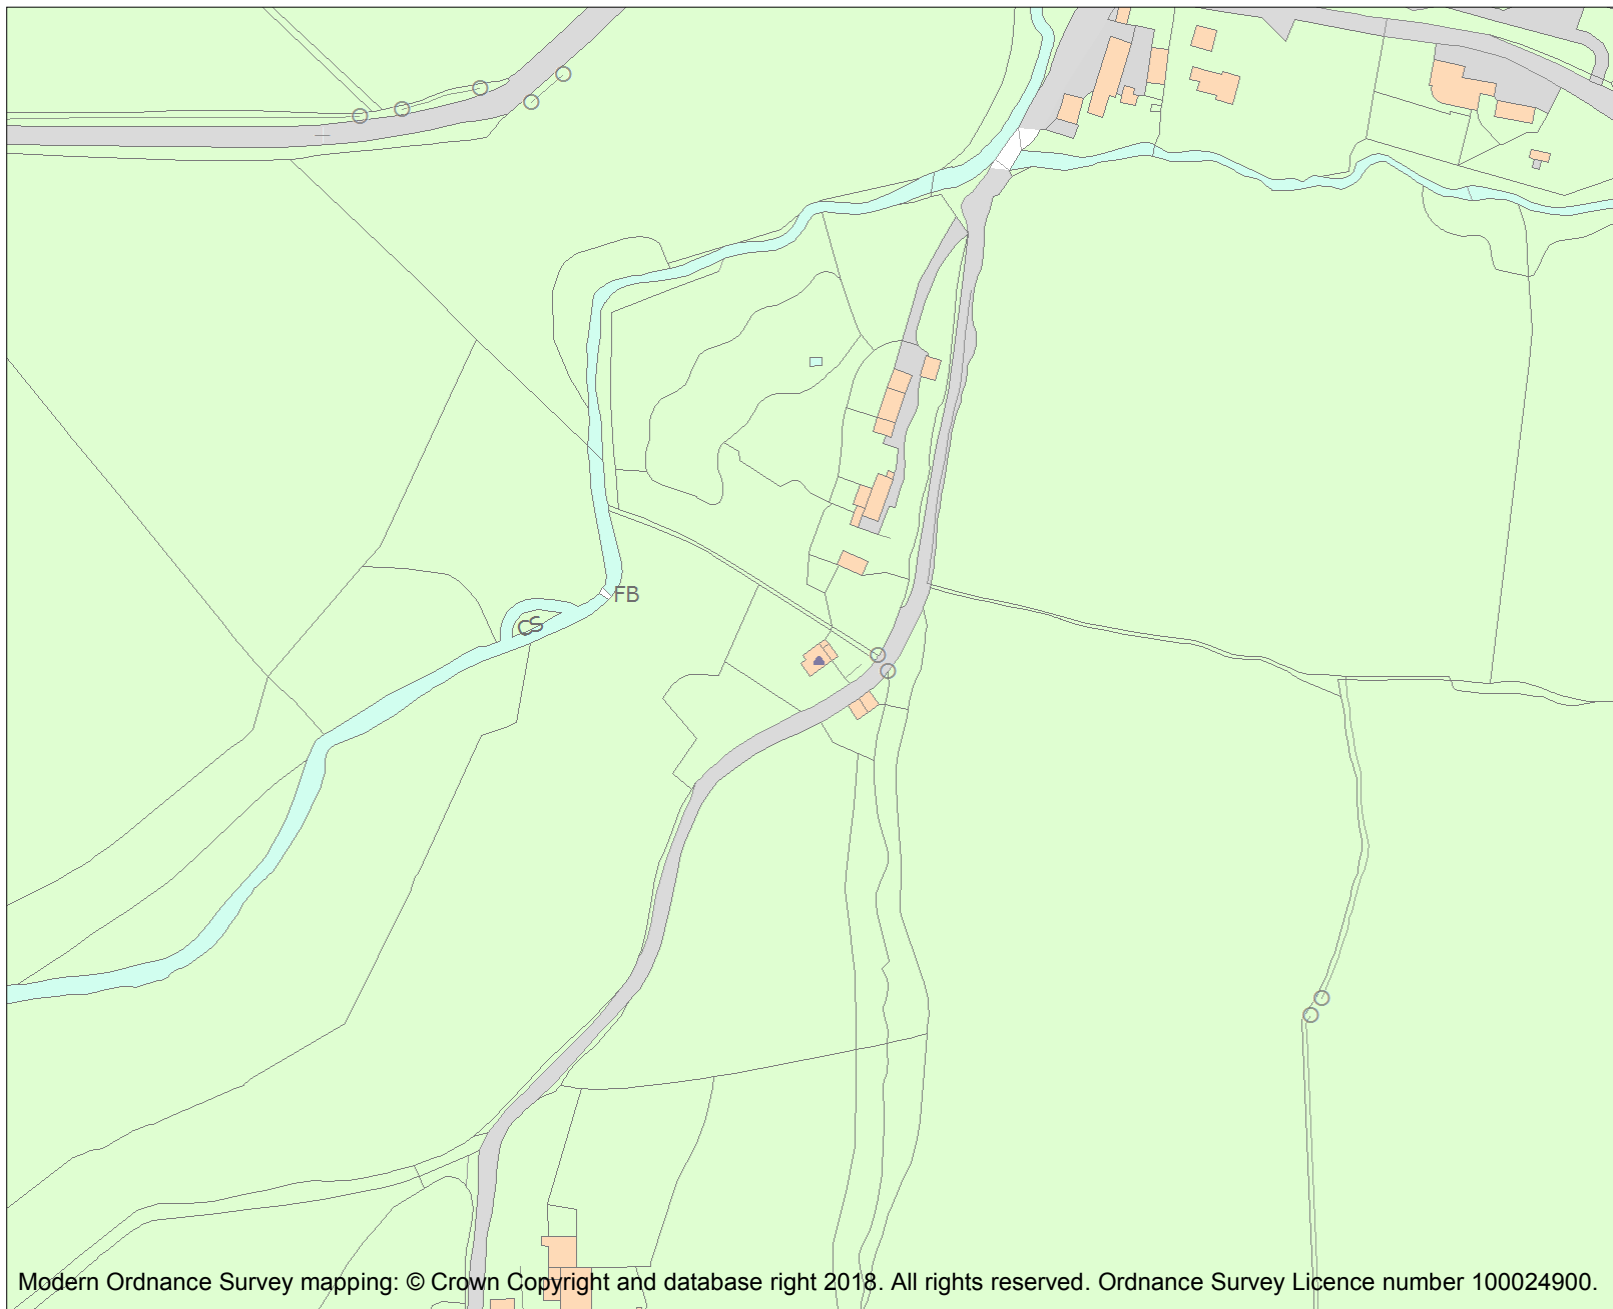 FB
CS
Modern Ordnance Survey mapping: © Crown Copyright and database right 2018. All rights reserved. Ordnance Survey Licence number 100024900.